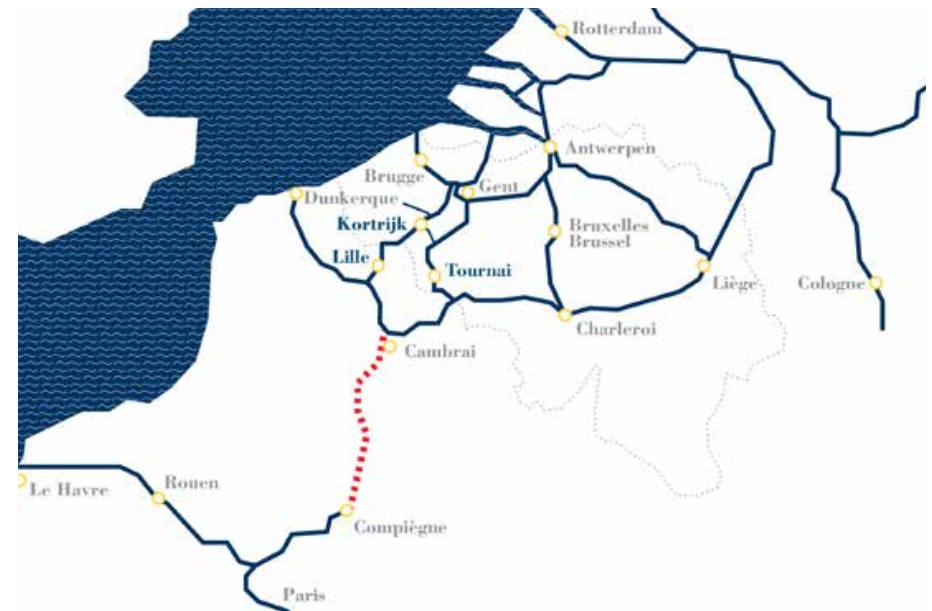 Rotterdam
Antwerpen
Brugge
Gent
Dunkerque
Kortrijk
Bruxelles
Brussel
Lille
Tournai
Liège
Cologne
Charleroi
Cambrai
Le Havre
Rouen
Compiègne
Paris